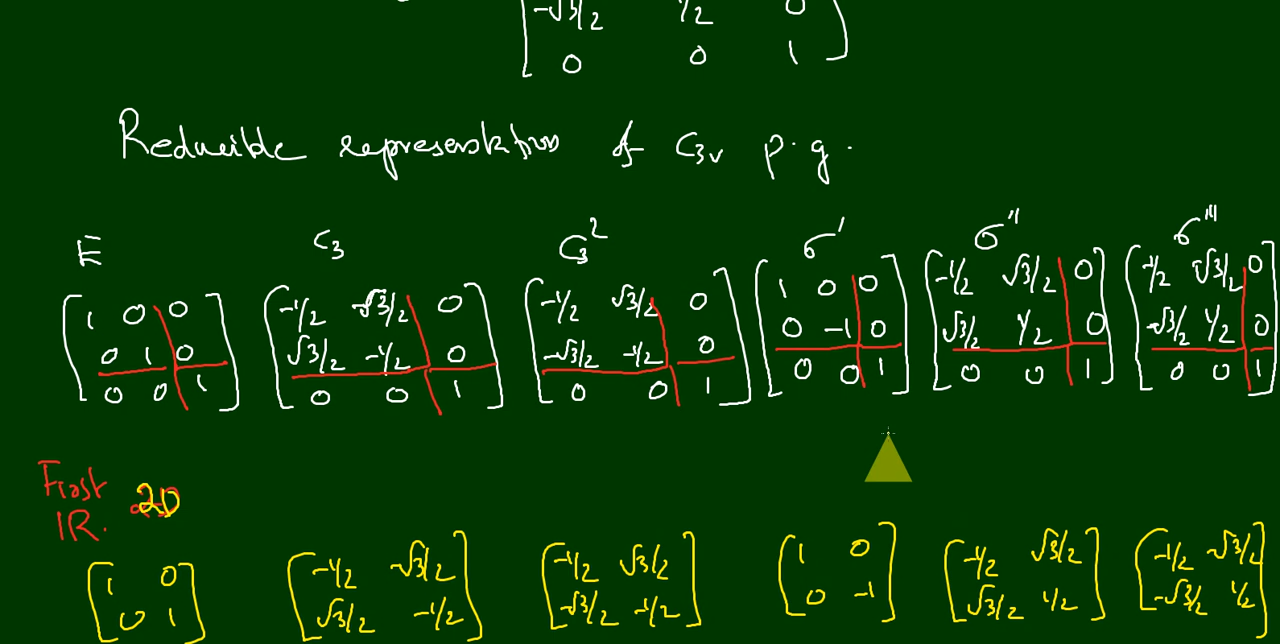 -√3/2 1/2 0
0 0 1
Reducible representation of C3v p.g.
E C3 C3² σ' σ'' σ'''
1 0 0 -1/2 -√3/2 0 -1/2 √3/2 0 1 0 0 -1/2 √3/2 0 -1/2 -√3/2 0
0 1 0 √3/2 -1/2 0 -√3/2 -1/2 0 0 -1 0 √3/2 1/2 0 -√3/2 1/2 0
0 0 1 0 0 1 0 0 1 0 0 1 0 0 1 0 0 1
First 2D
IR.
1 0 -1/2 -√3/2 -1/2 √3/2 1 0 -1/2 √3/2 -1/2 -√3/2
0 1 √3/2 -1/2 -√3/2 -1/2 0 -1 √3/2 1/2 -√3/2 1/2